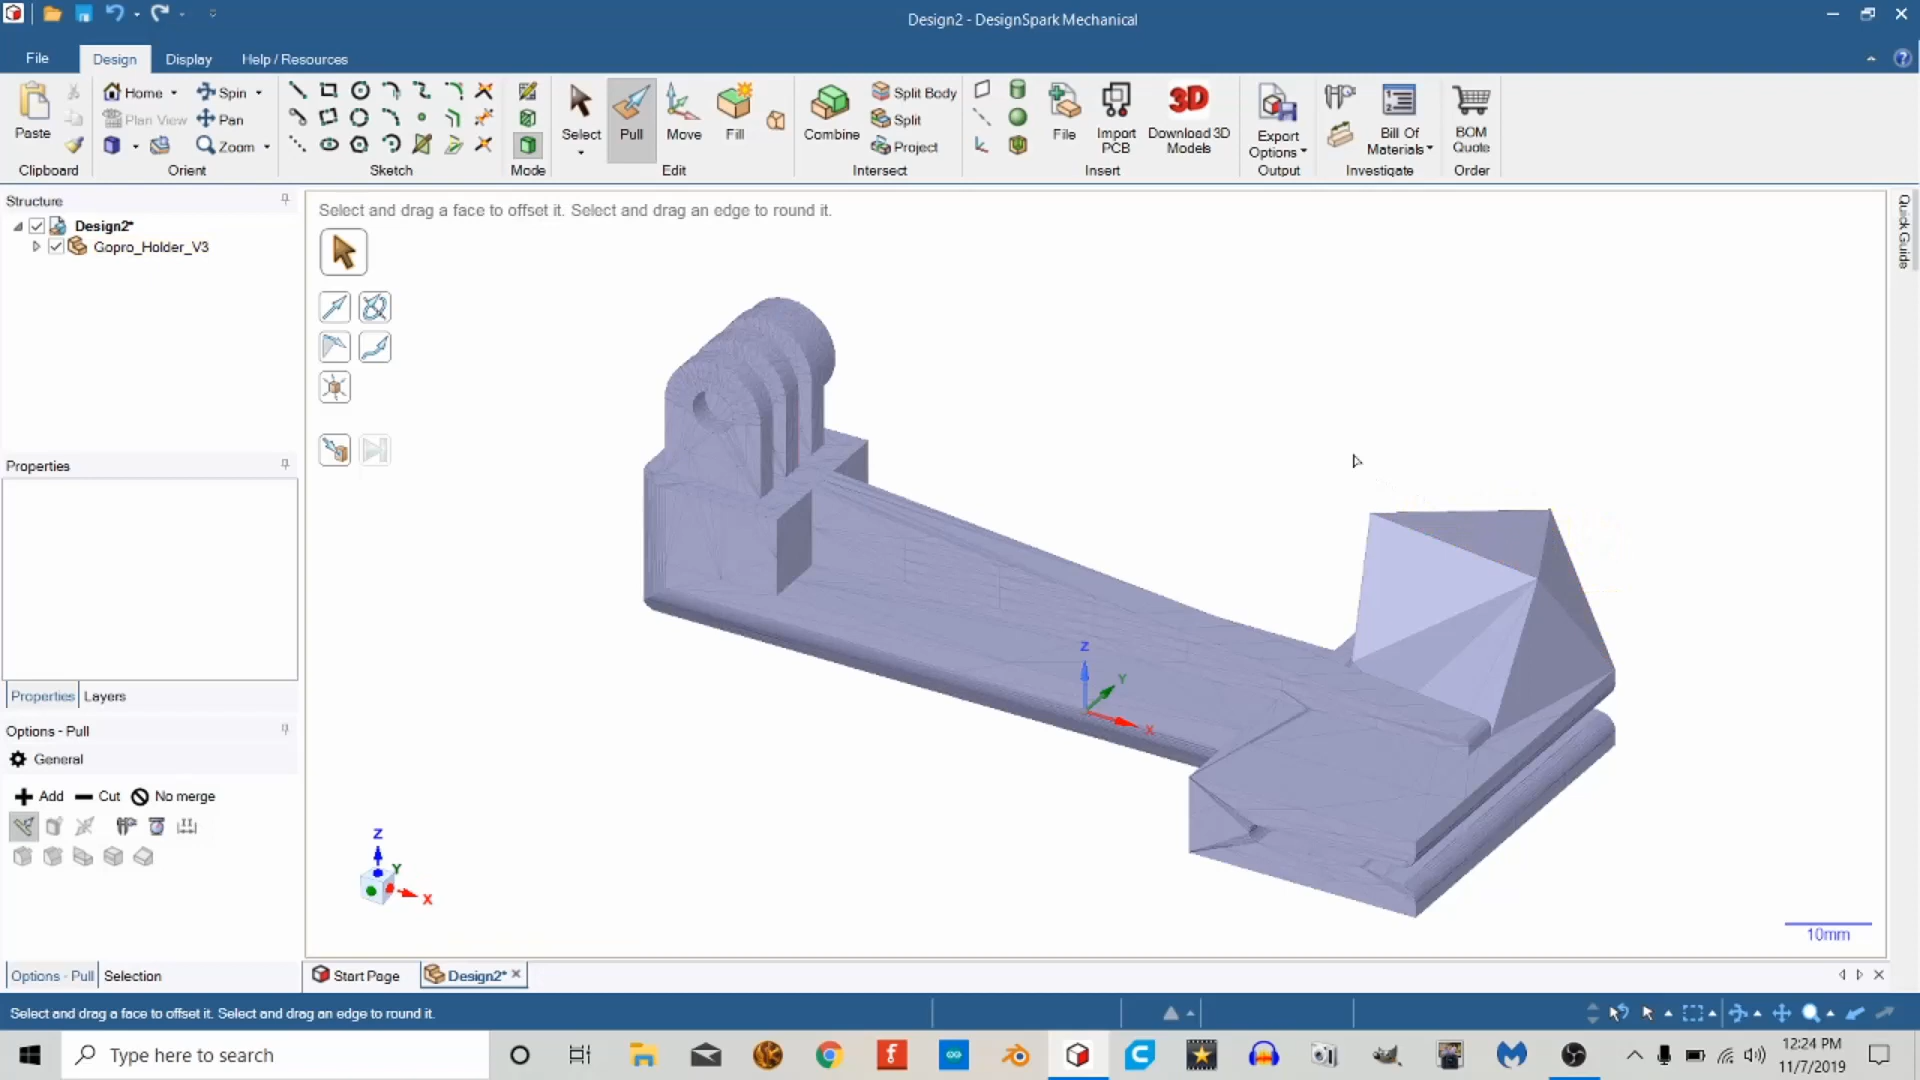 Design2 - DesignSpark Mechanical
File Design Display Help / Resources
Paste
Clipboard
Home Spin
Plan View Pan
Zoom
Orient
Sketch
Mode
Select Pull Move Fill
Edit
Combine Split Body
Split
Project
Intersect
File Import PCB 3D Download 3D Models
Insert
Export Options
Output
Bill Of Materials
Investigate
BOM Quote
Order
Structure
Design2*
Gopro_Holder_V3
Properties
Properties Layers
Options - Pull
General
Add Cut No merge
Options - Pull Selection
Select and drag a face to offset it. Select and drag an edge to round it.
Quick Guide
Z
Y
X
Z
Y
X
10mm
Start Page Design2*
Select and drag a face to offset it. Select and drag an edge to round it.
Type here to search
12:24 PM
11/7/2019